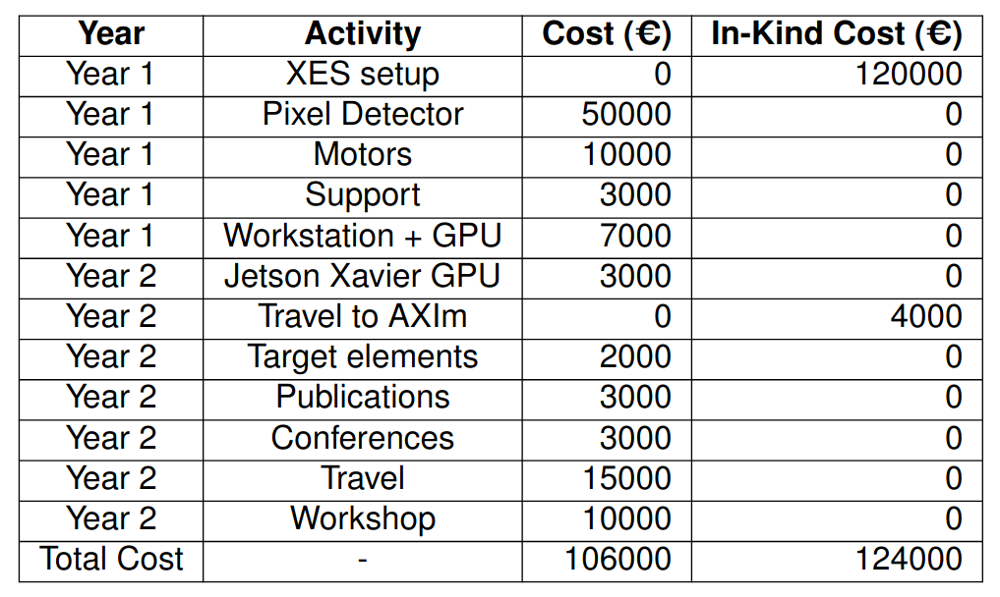 Year Activity Cost (€) In-Kind Cost (€)
Year 1 XES setup 0 120000
Year 1 Pixel Detector 50000 0
Year 1 Motors 10000 0
Year 1 Support 3000 0
Year 1 Workstation + GPU 7000 0
Year 2 Jetson Xavier GPU 3000 0
Year 2 Travel to AXIm 0 4000
Year 2 Target elements 2000 0
Year 2 Publications 3000 0
Year 2 Conferences 3000 0
Year 2 Travel 15000 0
Year 2 Workshop 10000 0
Total Cost - 106000 124000